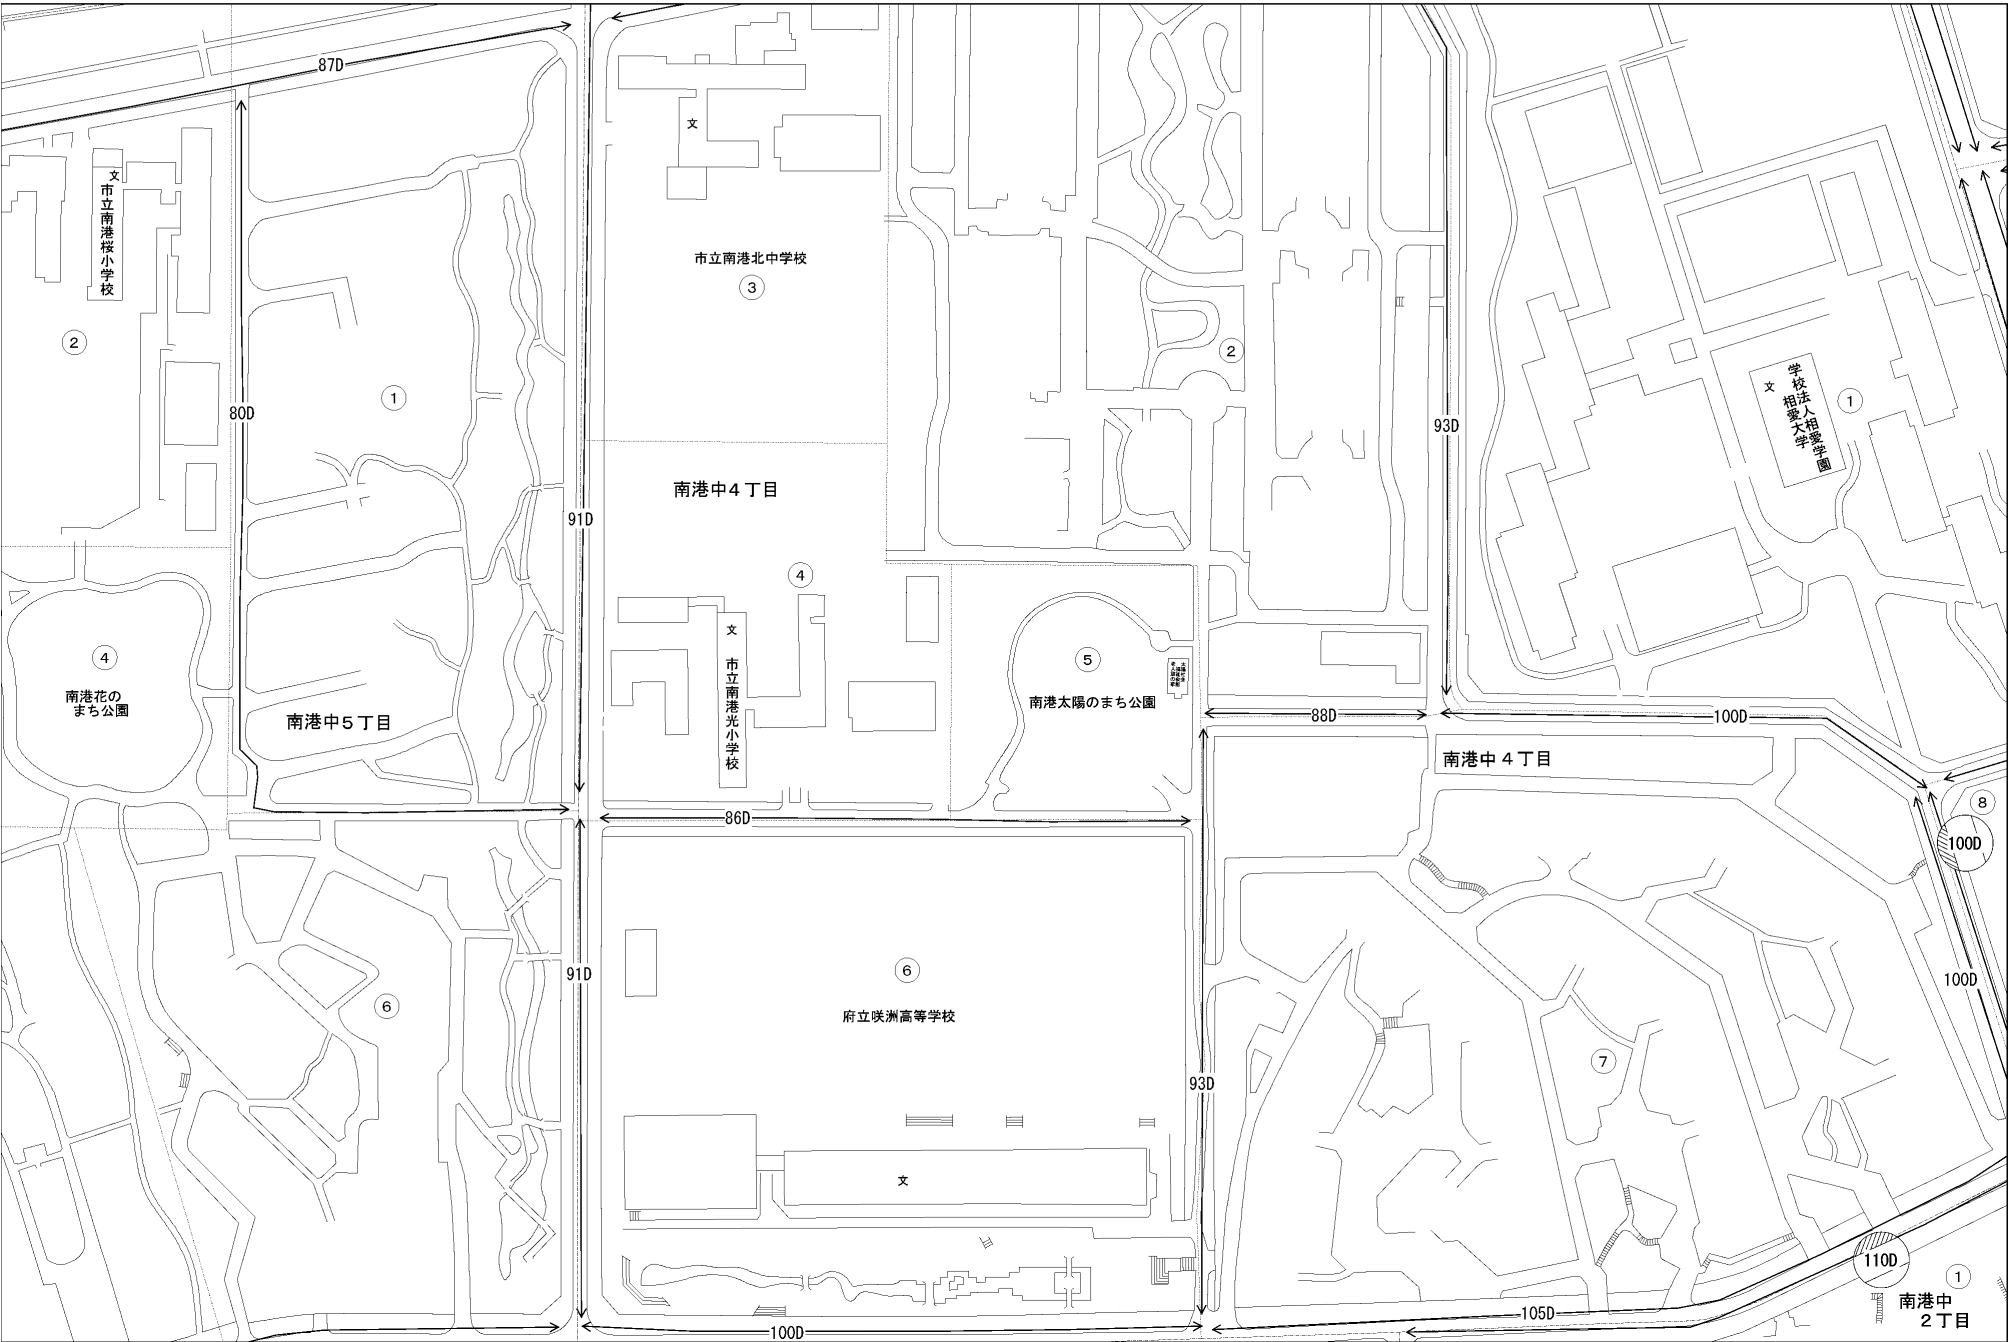 87D
文
市立南港桜小学校
②
80D
①
91D
文
市立南港北中学校
③
南港中4丁目
②
93D
学校法人相愛学園
相愛大学
文
①
④
南港花の
まち公園
南港中5丁目
④
文
市立南港光小学校
⑤
南港太陽のまち公園
88D
100D
南港中4丁目
86D
⑧
100D
100D
⑥
91D
⑥
府立咲洲高等学校
文
93D
⑦
100D
105D
110D
①
南港中
2丁目